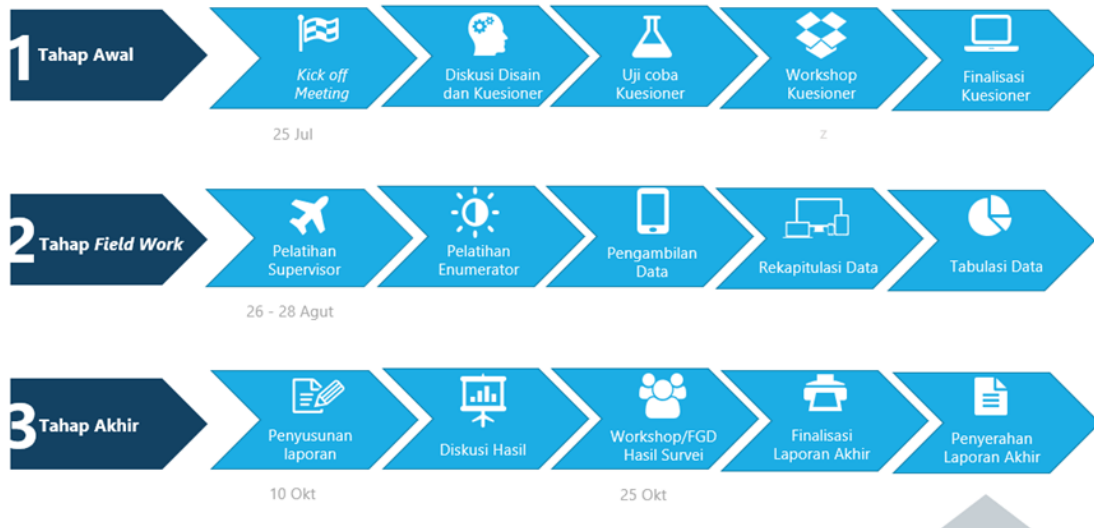 1 Tahap Awal
Kick off
Meeting
Diskusi Disain
dan Kuesioner
Uji coba
Kuesioner
Workshop
Kuesioner
Finalisasi
Kuesioner
25 Jul
z
2 Tahap Field Work
Pelatihan
Supervisor
Pelatihan
Enumerator
Pengambilan
Data
Rekapitulasi Data
Tabulasi Data
26 - 28 Agut
3 Tahap Akhir
Penyusunan
laporan
Diskusi Hasil
Workshop/FGD
Hasil Survei
Finalisasi
Laporan Akhir
Penyerahan
Laporan Akhir
10 Okt
25 Okt